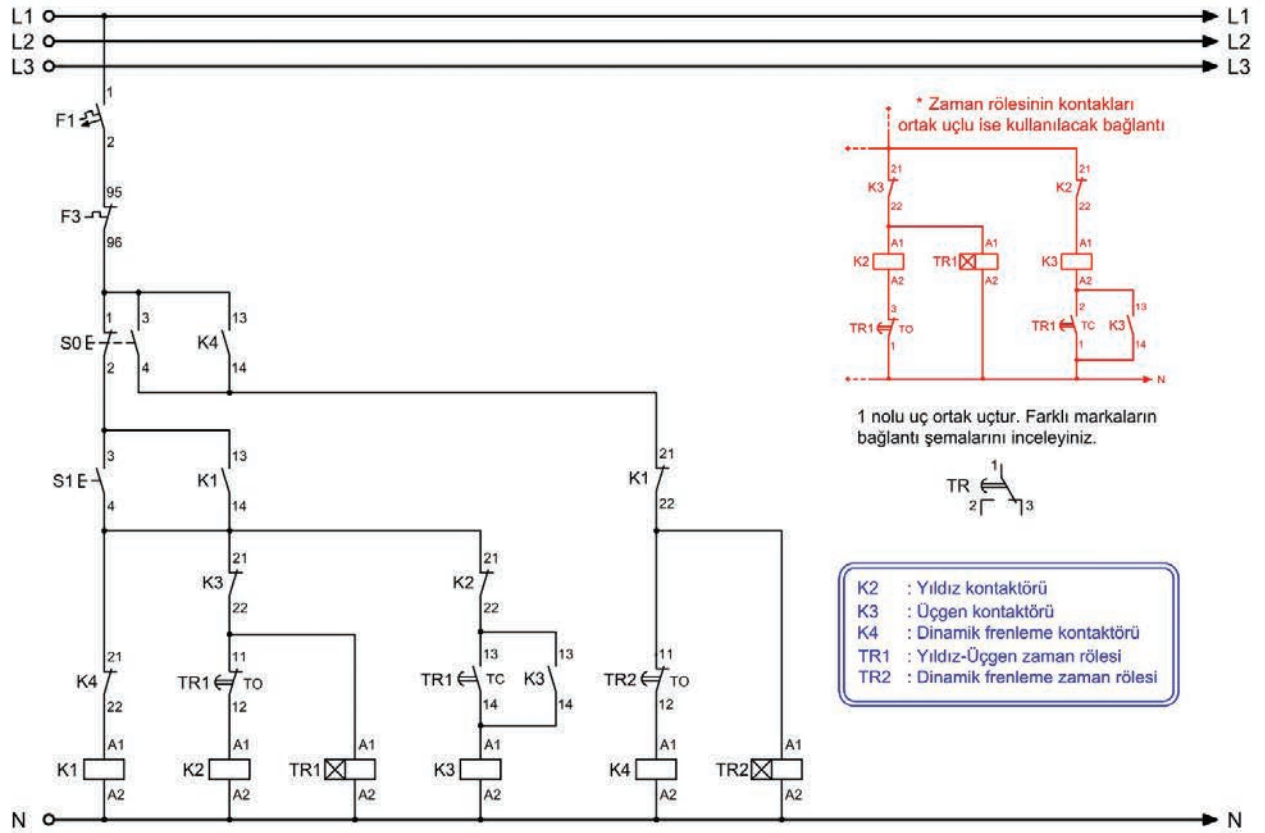 L1 L1
L2 L2
L3 L3
1
F1
2
95
F3
96
1 3 13
S0 E K4
2 4 14
3 13 21
S1 E K1 K1
4 14 22
21 21
K3 K2
22 22
21 11 13 13 11
K4 TR1 TO TR1 TC K3 TR2 TO
22 12 14 14 12
A1 A1 A1 A1 A1 A1
K1 K2 TR1 K3 K4 TR2
A2 A2 A2 A2 A2 A2
N N
* Zaman rölesinin kontakları
ortak uçlu ise kullanılacak bağlantı
21 21
K3 K2
22 22
A1 A1 A1
K2 TR1 K3
A2 A2 A2
3 2 13
TR1 TO TR1 TC K3
1 1 14
N
1 nolu uç ortak uçtur. Farklı markaların
bağlantı şemalarını inceleyiniz.
1
TR
2 3
K2 : Yıldız kontaktörü
K3 : Üçgen kontaktörü
K4 : Dinamik frenleme kontaktörü
TR1 : Yıldız-Üçgen zaman rölesi
TR2 : Dinamik frenleme zaman rölesi